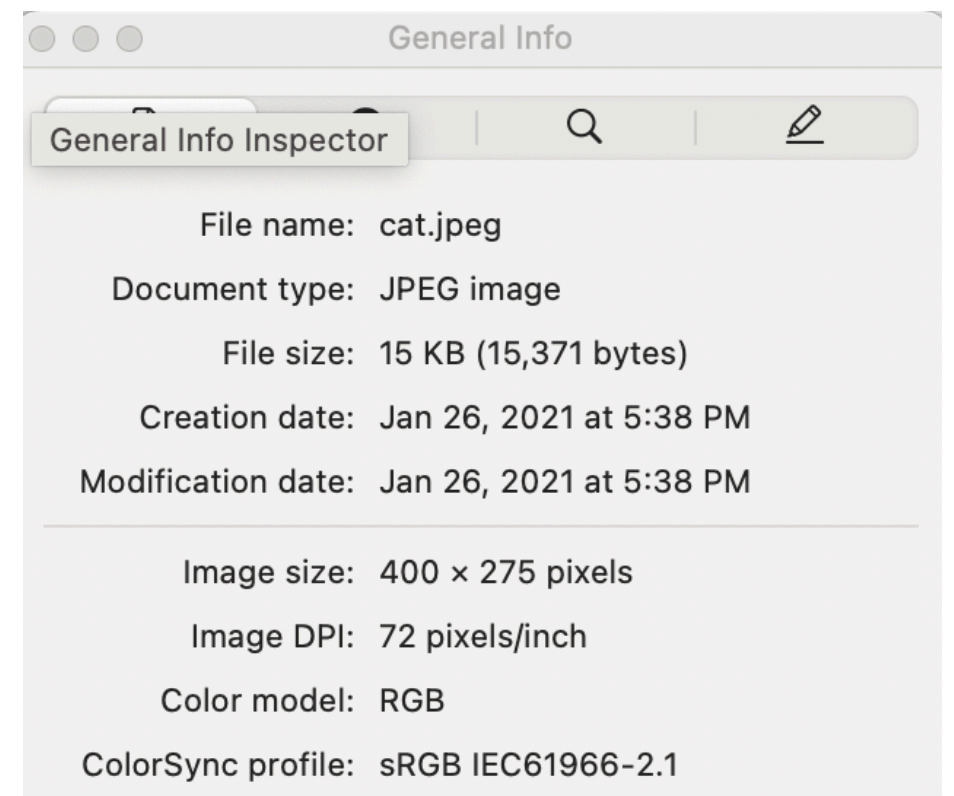 General Info
General Info Inspector
File name: cat.jpeg
Document type: JPEG image
File size: 15 KB (15,371 bytes)
Creation date: Jan 26, 2021 at 5:38 PM
Modification date: Jan 26, 2021 at 5:38 PM
Image size: 400 × 275 pixels
Image DPI: 72 pixels/inch
Color model: RGB
ColorSync profile: sRGB IEC61966-2.1